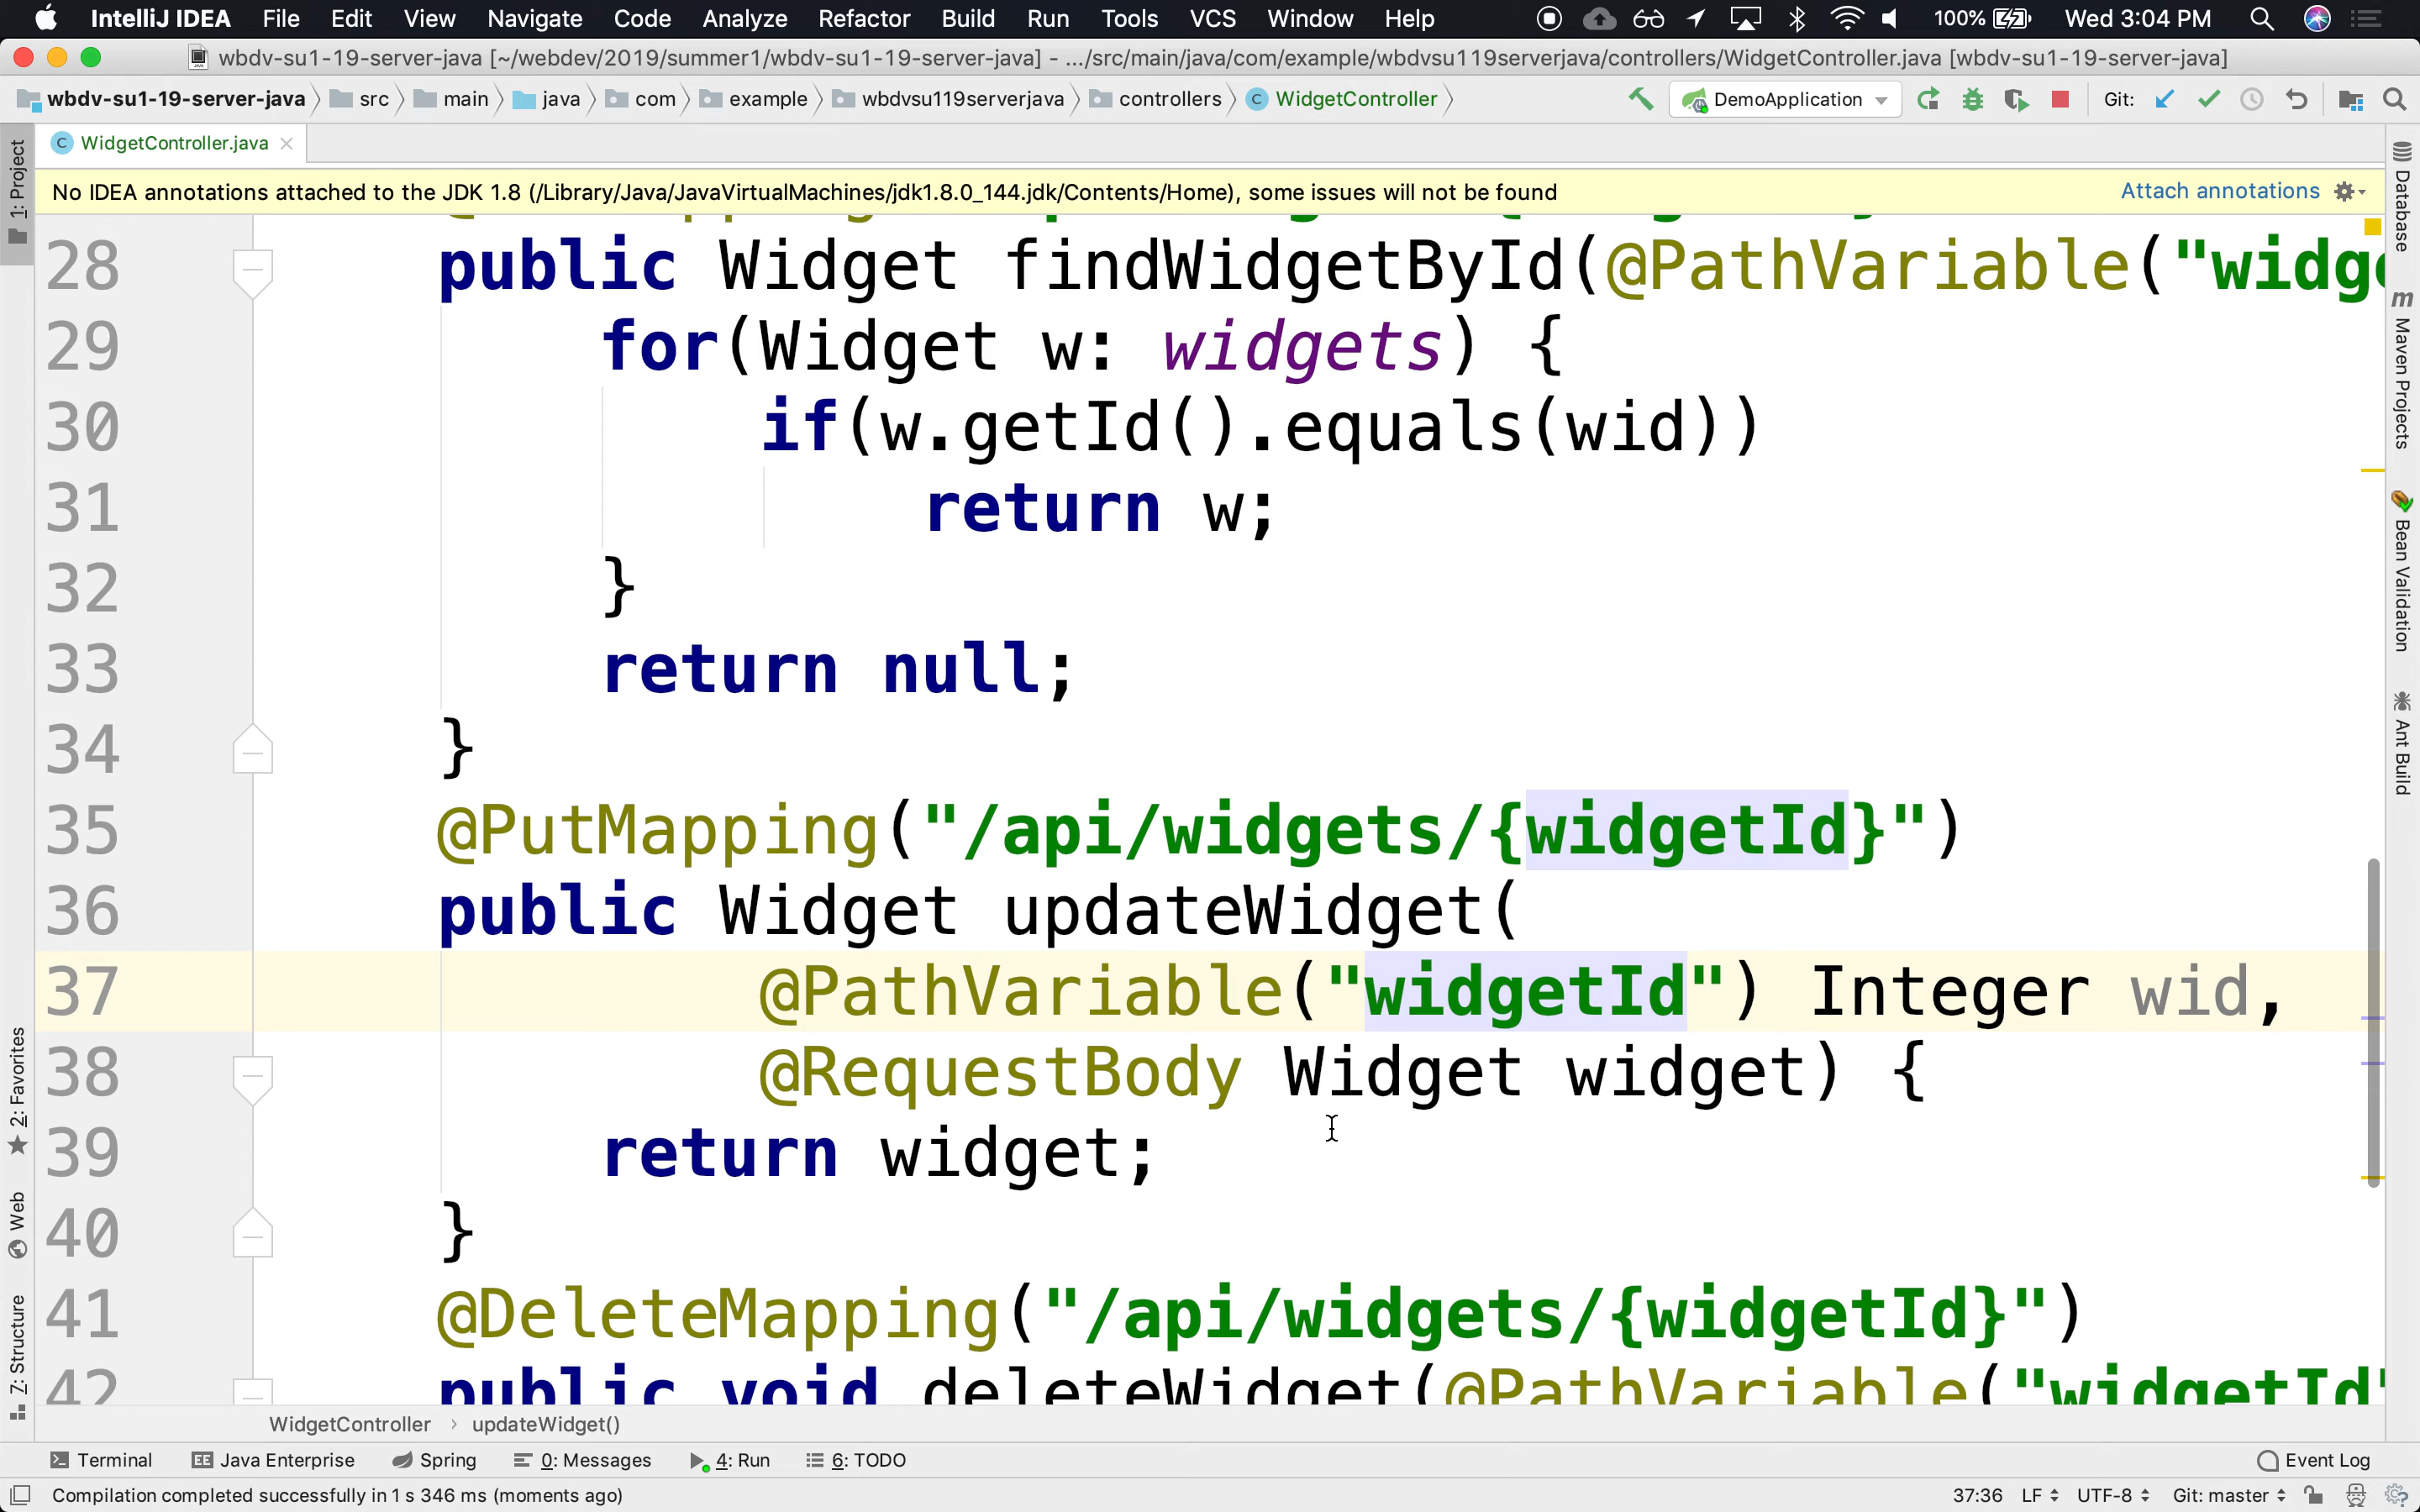 IntelliJ IDEA File Edit View Navigate Code Analyze Refactor Build Run Tools VCS Window Help 100% Wed 3:04 PM
wbdv-su1-19-server-java [~/webdev/2019/summer1/wbdv-su1-19-server-java] - .../src/main/java/com/example/wbdvsu119serverjava/controllers/WidgetController.java [wbdv-su1-19-server-java]
wbdv-su1-19-server-java src main java com example wbdvsu119serverjava controllers C WidgetController DemoApplication Git:
C WidgetController.java
No IDEA annotations attached to the JDK 1.8 (/Library/Java/JavaVirtualMachines/jdk1.8.0_144.jdk/Contents/Home), some issues will not be found Attach annotations
28 public Widget findWidgetById(@PathVariable("widge
29 for(Widget w: widgets) {
30 if(w.getId().equals(wid))
31 return w;
32 }
33 return null;
34 }
35 @PutMapping("/api/widgets/{widgetId}")
36 public Widget updateWidget(
37 @PathVariable("widgetId") Integer wid,
38 @RequestBody Widget widget) {
39 return widget;
40 }
41 @DeleteMapping("/api/widgets/{widgetId}")
42 public void deleteWidget(@PathVariable("widgetId"
1: Project
2: Favorites
Web
7: Structure
Database
m Maven Projects
Bean Validation
Ant Build
WidgetController › updateWidget()
Terminal EE Java Enterprise Spring 0: Messages 4: Run 6: TODO Event Log
Compilation completed successfully in 1 s 346 ms (moments ago) 37:36 LF UTF-8 Git: master